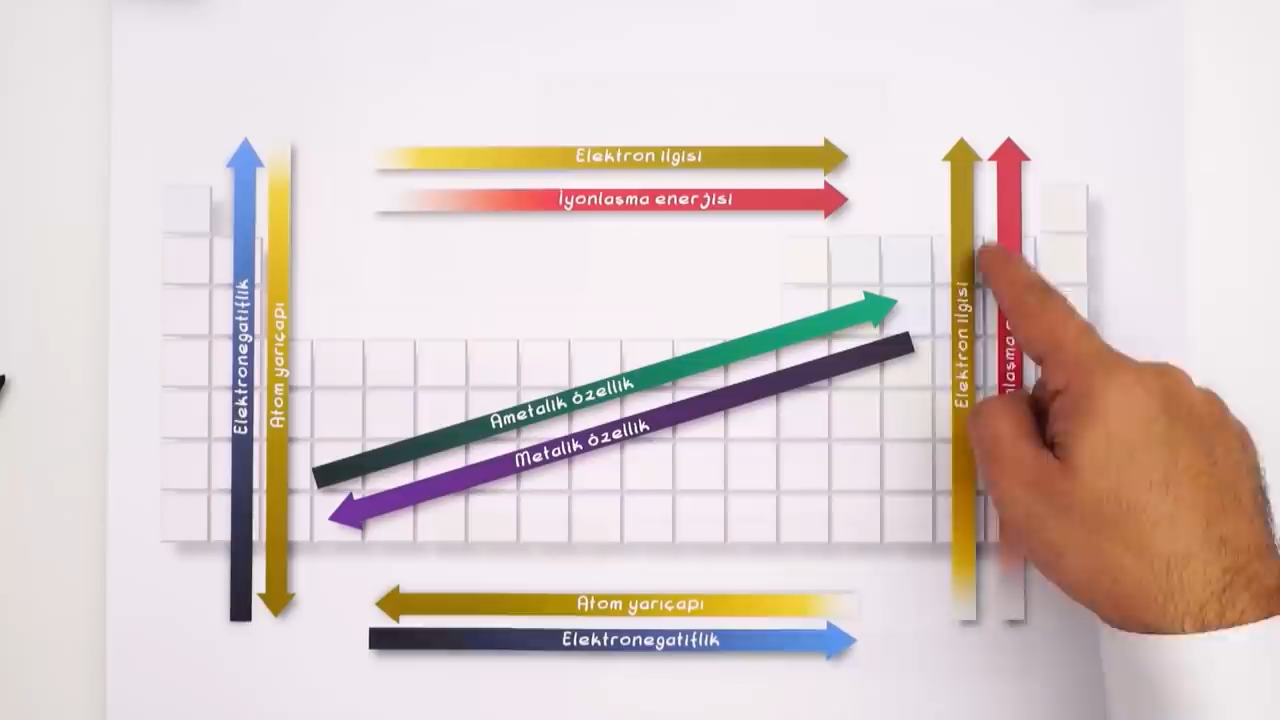 Elektron ilgisi
İyonlaşma enerjisi
Elektronegatiflik
Atom yarıçapı
Ametalik özellik
Metalik özellik
Elektron ilgisi
Atom yarıçapı
Elektronegatiflik